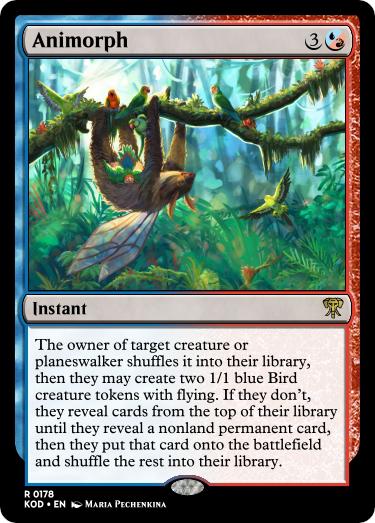 Animorph 3
Instant
The owner of target creature or
planeswalker shuffles it into their library,
then they may create two 1/1 blue Bird
creature tokens with flying. If they don't,
they reveal cards from the top of their library
until they reveal a nonland permanent card,
then they put that card onto the battlefield
and shuffle the rest into their library.
R 0178
KOD • EN Maria Pechenkina